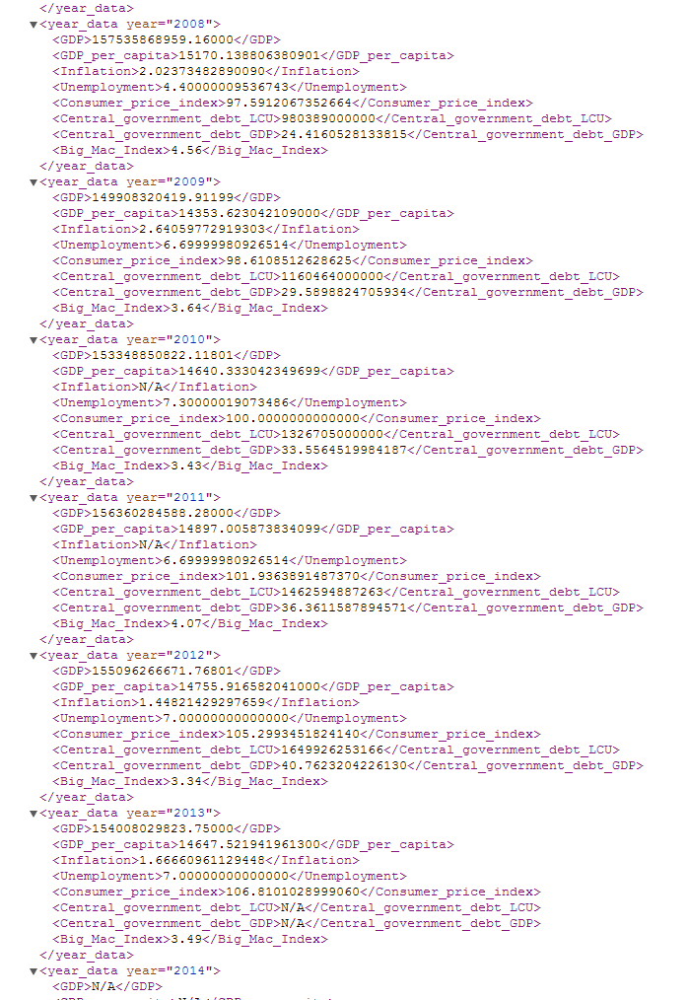 </year_data>
▼<year_data year="2008">
<GDP>157535868959.16000</GDP>
<GDP_per_capita>15170.138806380901</GDP_per_capita>
<Inflation>2.02373482890090</Inflation>
<Unemployment>4.40000009536743</Unemployment>
<Consumer_price_index>97.5912067352664</Consumer_price_index>
<Central_government_debt_LCU>980389000000</Central_government_debt_LCU>
<Central_government_debt_GDP>24.4160528133815</Central_government_debt_GDP>
<Big_Mac_Index>4.56</Big_Mac_Index>
</year_data>
▼<year_data year="2009">
<GDP>149908320419.91199</GDP>
<GDP_per_capita>14353.623042109000</GDP_per_capita>
<Inflation>2.64059772919303</Inflation>
<Unemployment>6.69999980926514</Unemployment>
<Consumer_price_index>98.6108512628625</Consumer_price_index>
<Central_government_debt_LCU>1160464000000</Central_government_debt_LCU>
<Central_government_debt_GDP>29.5898824705934</Central_government_debt_GDP>
<Big_Mac_Index>3.64</Big_Mac_Index>
</year_data>
▼<year_data year="2010">
<GDP>153348850822.11801</GDP>
<GDP_per_capita>14640.333042349699</GDP_per_capita>
<Inflation>N/A</Inflation>
<Unemployment>7.30000019073486</Unemployment>
<Consumer_price_index>100.0000000000000</Consumer_price_index>
<Central_government_debt_LCU>1326705000000</Central_government_debt_LCU>
<Central_government_debt_GDP>33.5564519984187</Central_government_debt_GDP>
<Big_Mac_Index>3.43</Big_Mac_Index>
</year_data>
▼<year_data year="2011">
<GDP>156360284588.28000</GDP>
<GDP_per_capita>14897.005873834099</GDP_per_capita>
<Inflation>N/A</Inflation>
<Unemployment>6.69999980926514</Unemployment>
<Consumer_price_index>101.9363891487370</Consumer_price_index>
<Central_government_debt_LCU>1462594887263</Central_government_debt_LCU>
<Central_government_debt_GDP>36.3611587894571</Central_government_debt_GDP>
<Big_Mac_Index>4.07</Big_Mac_Index>
</year_data>
▼<year_data year="2012">
<GDP>155096266671.76801</GDP>
<GDP_per_capita>14755.916582041000</GDP_per_capita>
<Inflation>1.44821429297659</Inflation>
<Unemployment>7.00000000000000</Unemployment>
<Consumer_price_index>105.2993451824140</Consumer_price_index>
<Central_government_debt_LCU>1649926253166</Central_government_debt_LCU>
<Central_government_debt_GDP>40.7623204226130</Central_government_debt_GDP>
<Big_Mac_Index>3.34</Big_Mac_Index>
</year_data>
▼<year_data year="2013">
<GDP>154008029823.75000</GDP>
<GDP_per_capita>14647.521941961300</GDP_per_capita>
<Inflation>1.66660961129448</Inflation>
<Unemployment>7.00000000000000</Unemployment>
<Consumer_price_index>106.8101028999060</Consumer_price_index>
<Central_government_debt_LCU>N/A</Central_government_debt_LCU>
<Central_government_debt_GDP>N/A</Central_government_debt_GDP>
<Big_Mac_Index>3.49</Big_Mac_Index>
</year_data>
▼<year_data year="2014">
<GDP>N/A</GDP>